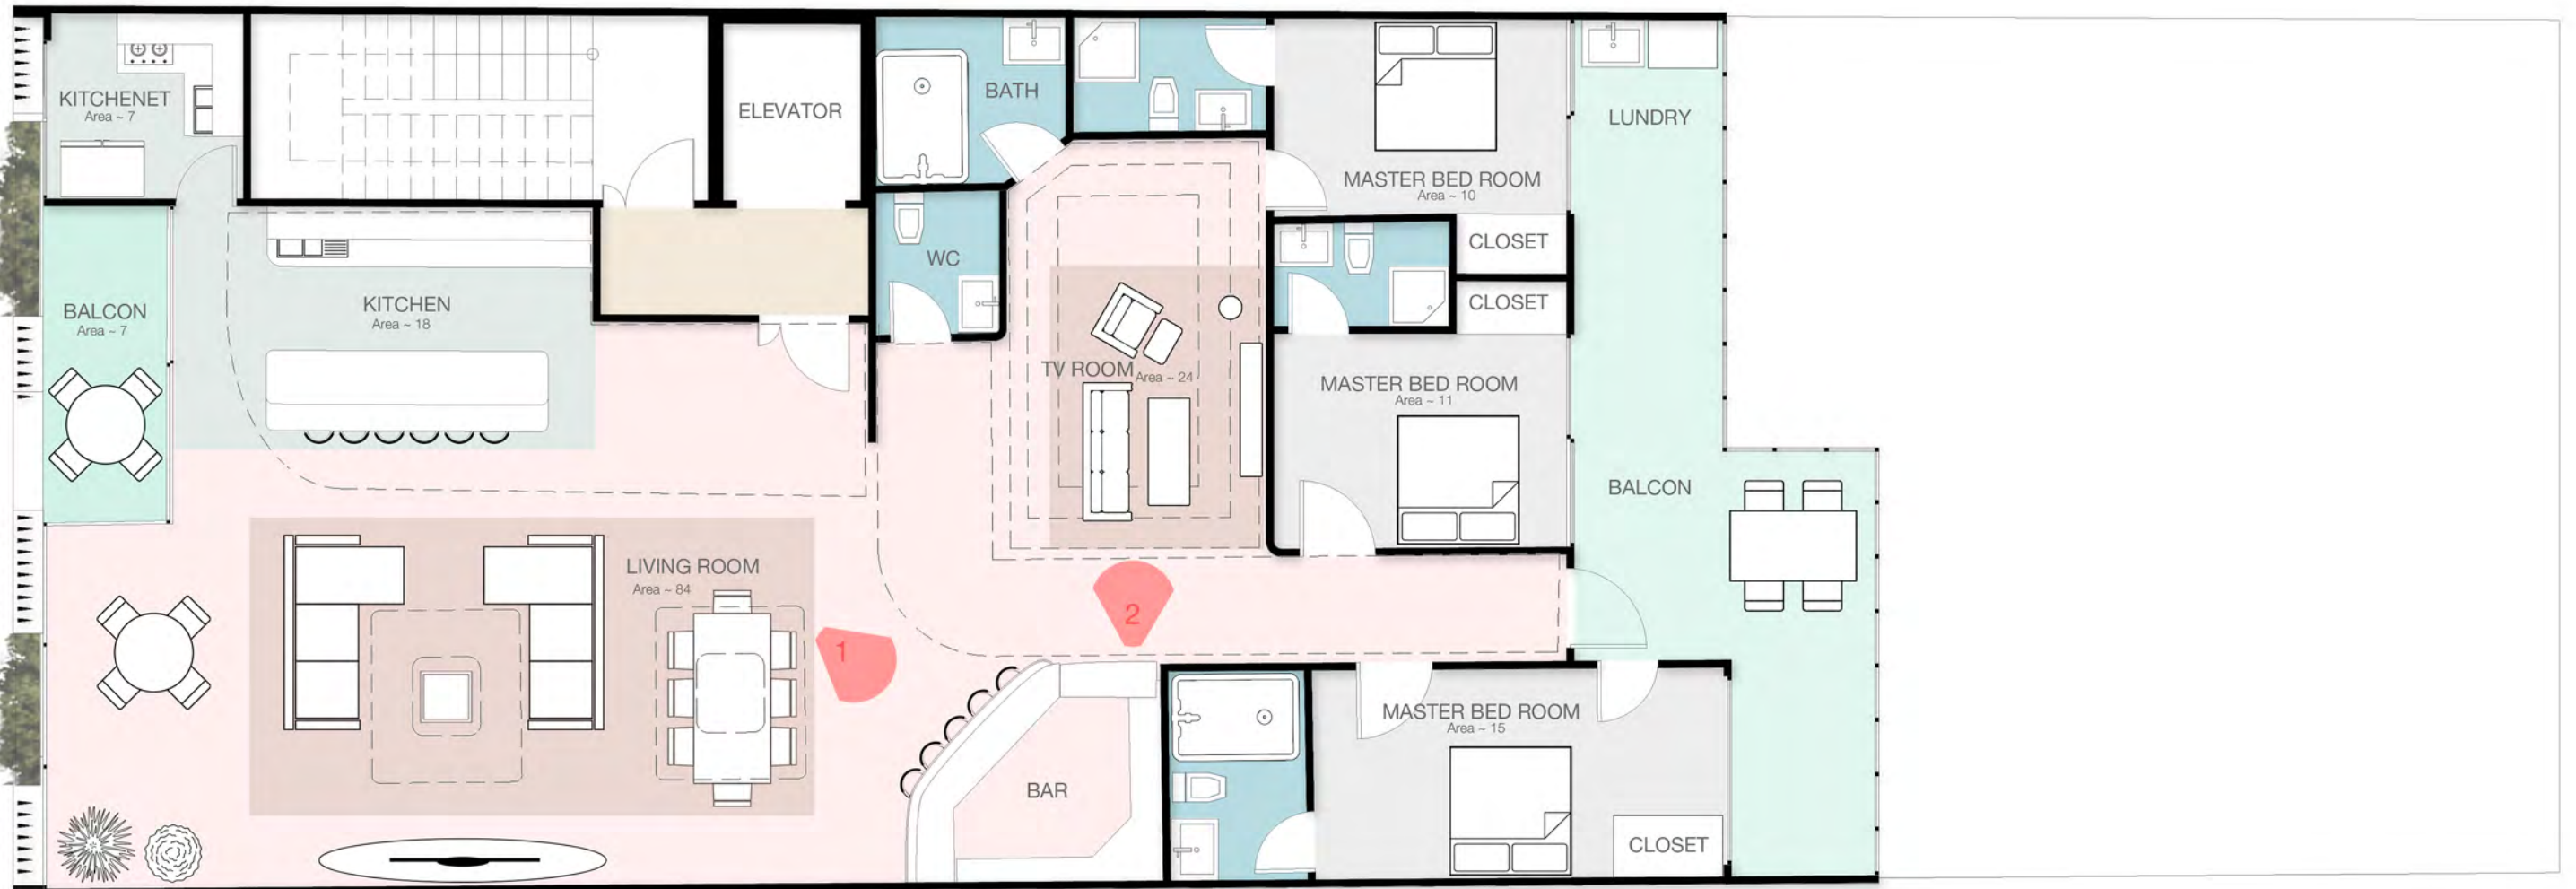 KITCHENET
Area ~ 7
ELEVATOR
BATH
LUNDRY
MASTER BED ROOM
Area ~ 10
CLOSET
WC
BALCON
Area ~ 7
KITCHEN
Area ~ 18
CLOSET
TV ROOM
Area ~ 24
MASTER BED ROOM
Area ~ 11
BALCON
LIVING ROOM
Area ~ 84
2
1
MASTER BED ROOM
Area ~ 15
BAR
CLOSET